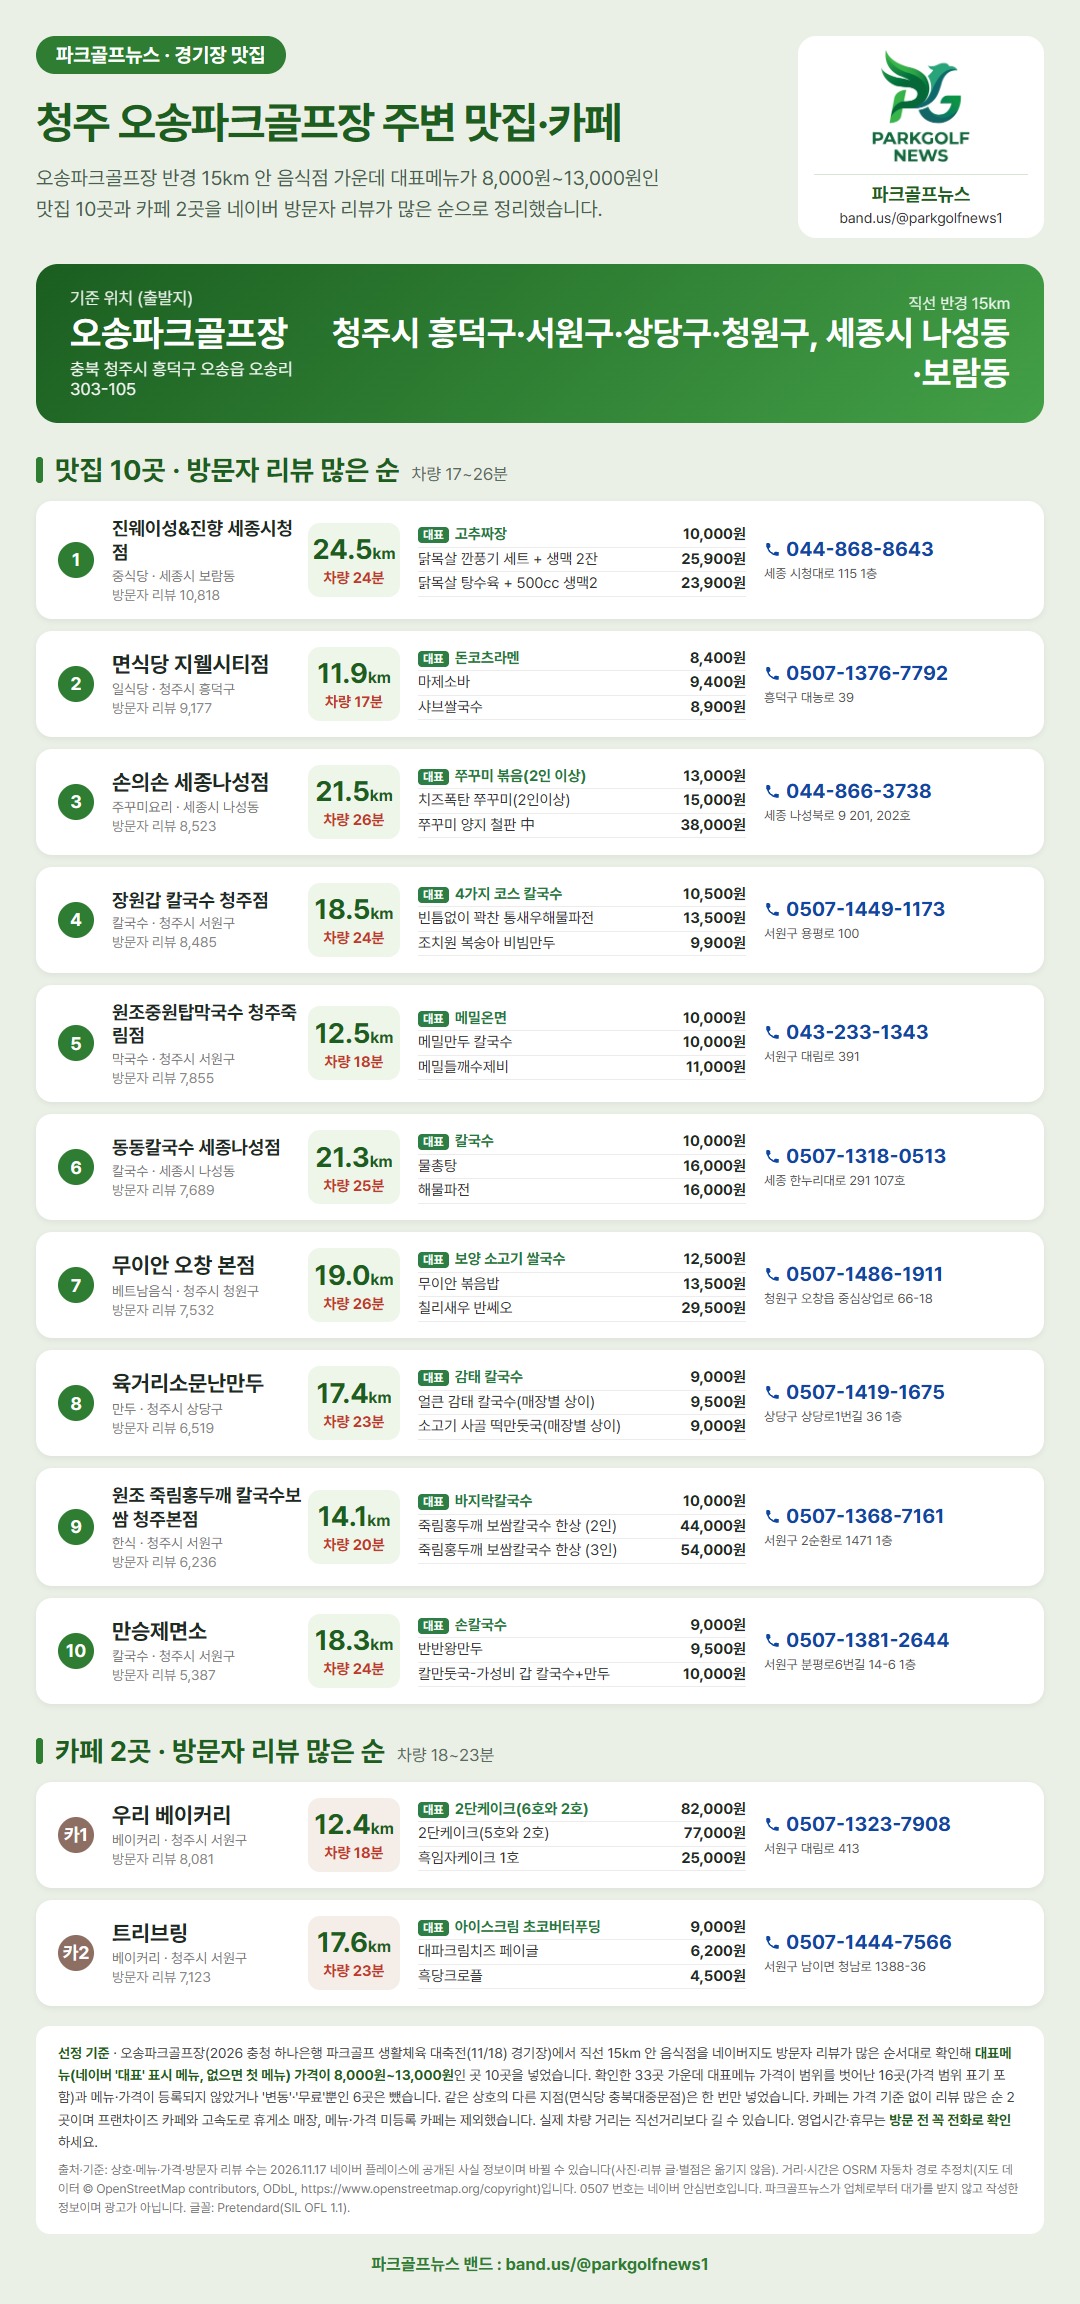 파크골프뉴스 · 경기장 맛집
청주 오송파크골프장 주변 맛집·카페
오송파크골프장 반경 15km 안 음식점 가운데 대표메뉴가 8,000원~13,000원인
맛집 10곳과 카페 2곳을 네이버 방문자 리뷰가 많은 순으로 정리했습니다.
PG
PARKGOLF
NEWS
파크골프뉴스
band.us/@parkgolfnews1
기준 위치 (출발지)
오송파크골프장
충북 청주시 흥덕구 오송읍 오송리
303-105
직선 반경 15km
청주시 흥덕구·서원구·상당구·청원구, 세종시 나성동
·보람동
맛집 10곳 · 방문자 리뷰 많은 순 차량 17~26분
1
진웨이성&진향 세종시청
점
중식당 · 세종시 보람동
방문자 리뷰 10,818
24.5km
차량 24분
대표 고추짜장 10,000원
닭목살 깐풍기 세트 + 생맥 2잔 25,900원
닭목살 탕수육 + 500cc 생맥2 23,900원
044-868-8643
세종 시청대로 115 1층
2
면식당 지웰시티점
일식당 · 청주시 흥덕구
방문자 리뷰 9,177
11.9km
차량 17분
대표 돈코츠라멘 8,400원
마제소바 9,400원
샤브쌀국수 8,900원
0507-1376-7792
흥덕구 대농로 39
3
손의손 세종나성점
주꾸미요리 · 세종시 나성동
방문자 리뷰 8,523
21.5km
차량 26분
대표 쭈꾸미 볶음(2인 이상) 13,000원
치즈폭탄 쭈꾸미(2인이상) 15,000원
쭈꾸미 양지 철판 中 38,000원
044-866-3738
세종 나성북로 9 201, 202호
4
장원갑 칼국수 청주점
칼국수 · 청주시 서원구
방문자 리뷰 8,485
18.5km
차량 24분
대표 4가지 코스 칼국수 10,500원
빈틈없이 꽉찬 통새우해물파전 13,500원
조치원 복숭아 비빔만두 9,900원
0507-1449-1173
서원구 용평로 100
5
원조중원탑막국수 청주죽
림점
막국수 · 청주시 서원구
방문자 리뷰 7,855
12.5km
차량 18분
대표 메밀온면 10,000원
메밀만두 칼국수 10,000원
메밀들깨수제비 11,000원
043-233-1343
서원구 대림로 391
6
동동칼국수 세종나성점
칼국수 · 세종시 나성동
방문자 리뷰 7,689
21.3km
차량 25분
대표 칼국수 10,000원
물총탕 16,000원
해물파전 16,000원
0507-1318-0513
세종 한누리대로 291 107호
7
무이안 오창 본점
베트남음식 · 청주시 청원구
방문자 리뷰 7,532
19.0km
차량 26분
대표 보양 소고기 쌀국수 12,500원
무이안 볶음밥 13,500원
칠리새우 반쎄오 29,500원
0507-1486-1911
청원구 오창읍 중심상업로 66-18
8
육거리소문난만두
만두 · 청주시 상당구
방문자 리뷰 6,519
17.4km
차량 23분
대표 감태 칼국수 9,000원
얼큰 감태 칼국수(매장별 상이) 9,500원
소고기 사골 떡만둣국(매장별 상이) 9,000원
0507-1419-1675
상당구 상당로1번길 36 1층
9
원조 죽림홍두깨 칼국수보
쌈 청주본점
한식 · 청주시 서원구
방문자 리뷰 6,236
14.1km
차량 20분
대표 바지락칼국수 10,000원
죽림홍두깨 보쌈칼국수 한상 (2인) 44,000원
죽림홍두깨 보쌈칼국수 한상 (3인) 54,000원
0507-1368-7161
서원구 2순환로 1471 1층
10
만승제면소
칼국수 · 청주시 서원구
방문자 리뷰 5,387
18.3km
차량 24분
대표 손칼국수 9,000원
반반왕만두 9,500원
칼만둣국-가성비 갑 칼국수+만두 10,000원
0507-1381-2644
서원구 분평로6번길 14-6 1층
카페 2곳 · 방문자 리뷰 많은 순 차량 18~23분
카1
우리 베이커리
베이커리 · 청주시 서원구
방문자 리뷰 8,081
12.4km
차량 18분
대표 2단케이크(6호와 2호) 82,000원
2단케이크(5호와 2호) 77,000원
흑임자케이크 1호 25,000원
0507-1323-7908
서원구 대림로 413
카2
트리브링
베이커리 · 청주시 서원구
방문자 리뷰 7,123
17.6km
차량 23분
대표 아이스크림 초코버터푸딩 9,000원
대파크림치즈 페이글 6,200원
흑당크로플 4,500원
0507-1444-7566
서원구 남이면 청남로 1388-36
선정 기준 · 오송파크골프장(2026 충청 하나은행 파크골프 생활체육 대축전(11/18) 경기장)에서 직선 15km 안 음식점을 네이버지도 방문자 리뷰가 많은 순서대로 확인해 대표메
뉴(네이버 '대표' 표시 메뉴, 없으면 첫 메뉴) 가격이 8,000원~13,000원인 곳 10곳을 넣었습니다. 확인한 33곳 가운데 대표메뉴 가격이 범위를 벗어난 16곳(가격 범위 표기 포
함)과 메뉴·가격이 등록되지 않았거나 '변동'·'무료'뿐인 6곳은 뺐습니다. 같은 상호의 다른 지점(면식당 충북대중문점)은 한 번만 넣었습니다. 카페는 가격 기준 없이 리뷰 많은 순 2
곳이며 프랜차이즈 카페와 고속도로 휴게소 매장, 메뉴·가격 미등록 카페는 제외했습니다. 실제 차량 거리는 직선거리보다 길 수 있습니다. 영업시간·휴무는 방문 전 꼭 전화로 확인
하세요.
출처·기준: 상호·메뉴·가격·방문자 리뷰 수는 2026.11.17 네이버 플레이스에 공개된 사실 정보이며 바뀔 수 있습니다(사진·리뷰 글·별점은 옮기지 않음). 거리·시간은 OSRM 자동차 경로 추정치(지도 데
이터 © OpenStreetMap contributors, ODbL, https://www.openstreetmap.org/copyright)입니다. 0507 번호는 네이버 안심번호입니다. 파크골프뉴스가 업체로부터 대가를 받지 않고 작성한
정보이며 광고가 아닙니다. 글꼴: Pretendard(SIL OFL 1.1).
파크골프뉴스 밴드 : band.us/@parkgolfnews1